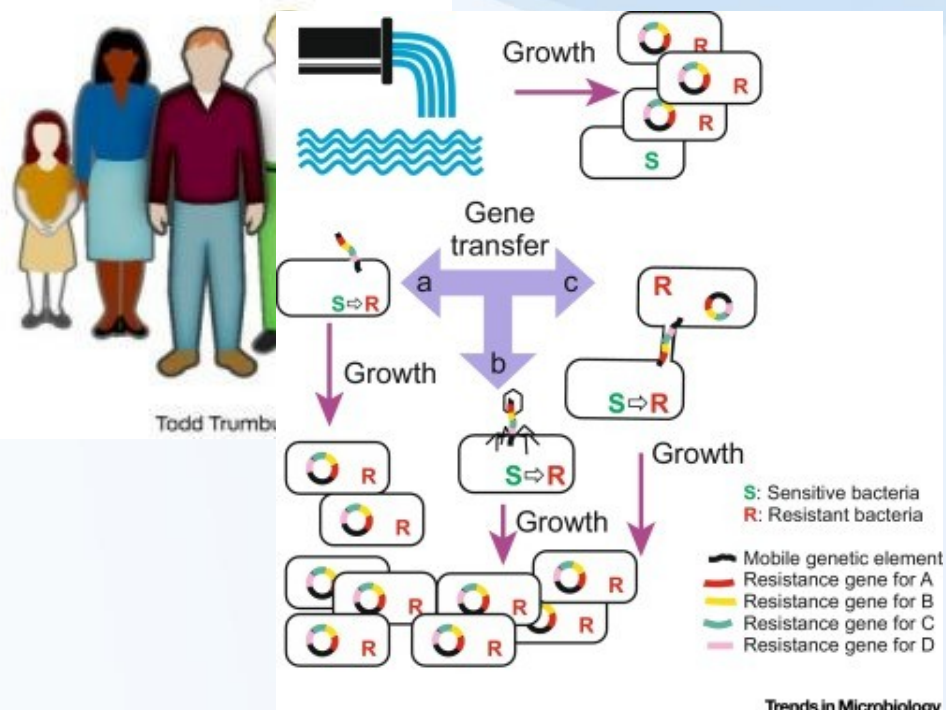 Growth
R
R
R
S
Gene
transfer
a
c
b
S⇨R
R
S⇨R
Growth
S⇨R
Growth
Growth
R
R
R
R
R
R
R
R
S: Sensitive bacteria
R: Resistant bacteria
Mobile genetic element
Resistance gene for A
Resistance gene for B
Resistance gene for C
Resistance gene for D
Todd Trumbu
Trends in Microbiology